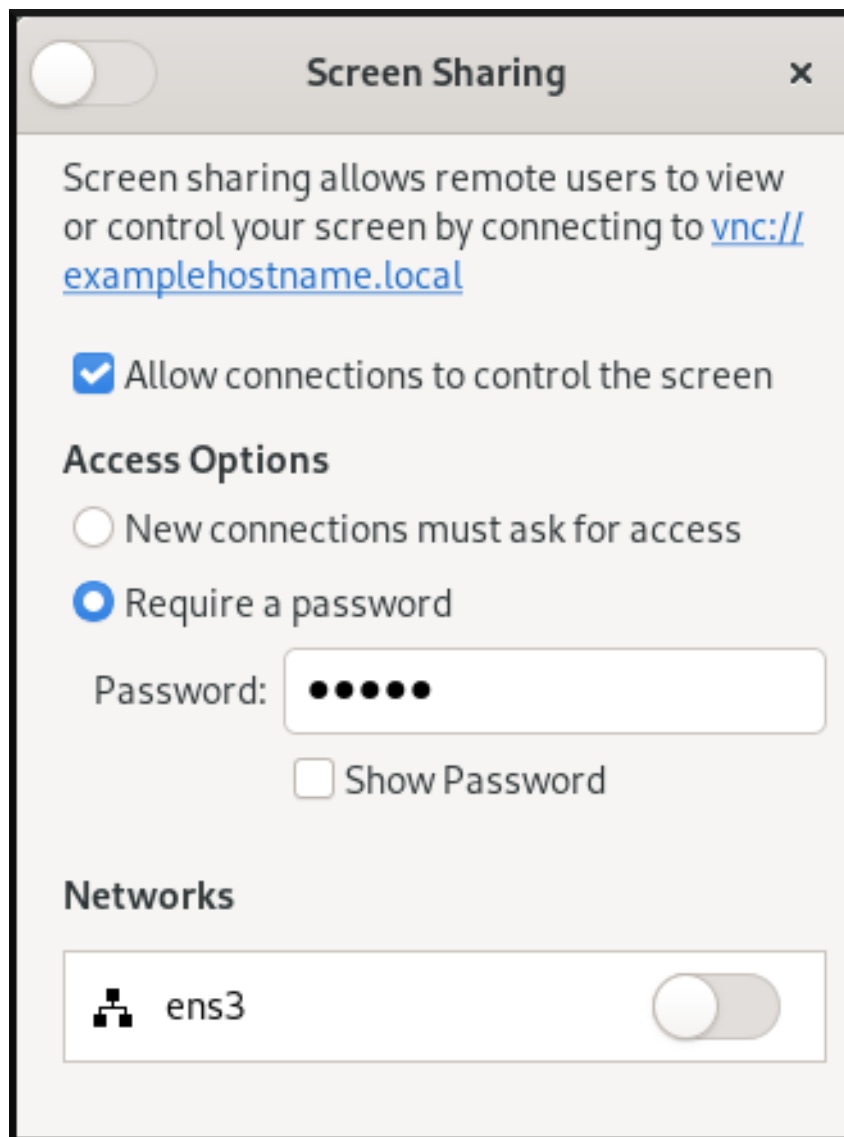 Screen Sharing
Screen sharing allows remote users to view
or control your screen by connecting to vnc://
examplehostname.local
Allow connections to control the screen
Access Options
New connections must ask for access
Require a password
Password: ●●●●●
Show Password
Networks
ens3